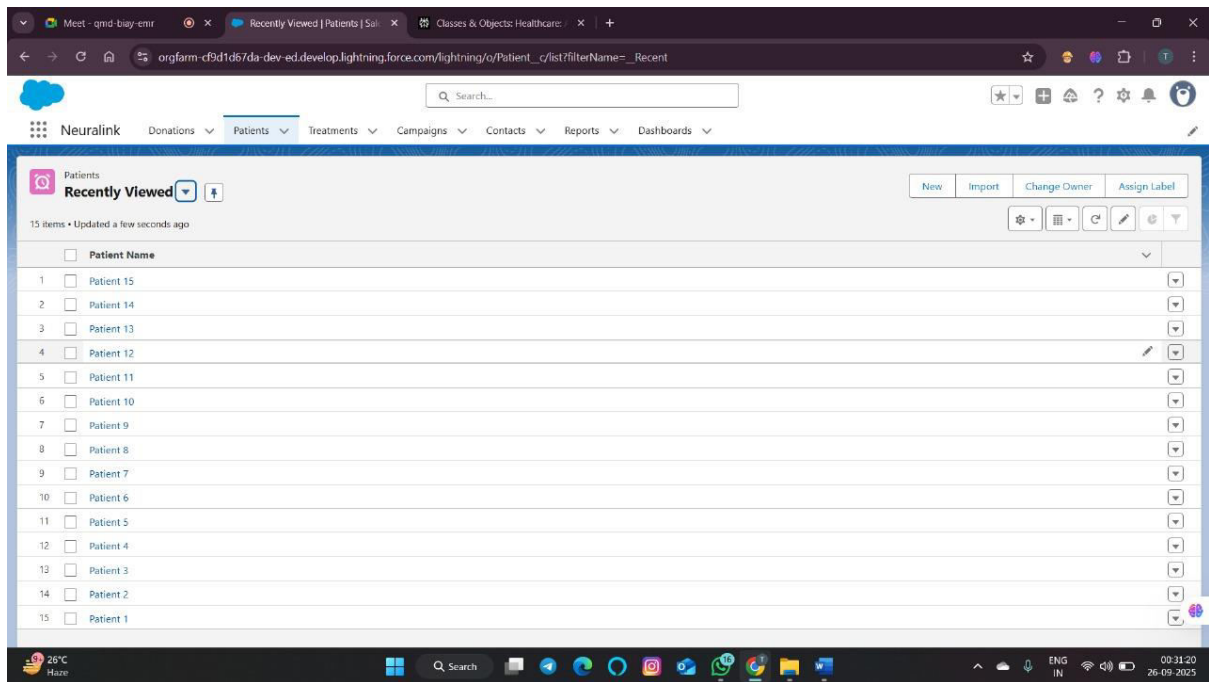 Meet - qmd-biay-emr
Recently Viewed | Patients | Sal
Classes & Objects: Healthcare:
orgfarm-cf9d1d67da-dev-ed.develop.lightning.force.com/lightning/o/Patient__c/list?filterName=__Recent
T
Search...
Neuralink
Donations
Patients
Treatments
Campaigns
Contacts
Reports
Dashboards
Patients
Recently Viewed
New
Import
Change Owner
Assign Label
15 items • Updated a few seconds ago
Patient Name
1 Patient 15
2 Patient 14
3 Patient 13
4 Patient 12
5 Patient 11
6 Patient 10
7 Patient 9
8 Patient 8
9 Patient 7
10 Patient 6
11 Patient 5
12 Patient 4
13 Patient 3
14 Patient 2
15 Patient 1
9+
26°C
Haze
Search
16
ENG
IN
00:31:20
26-09-2025